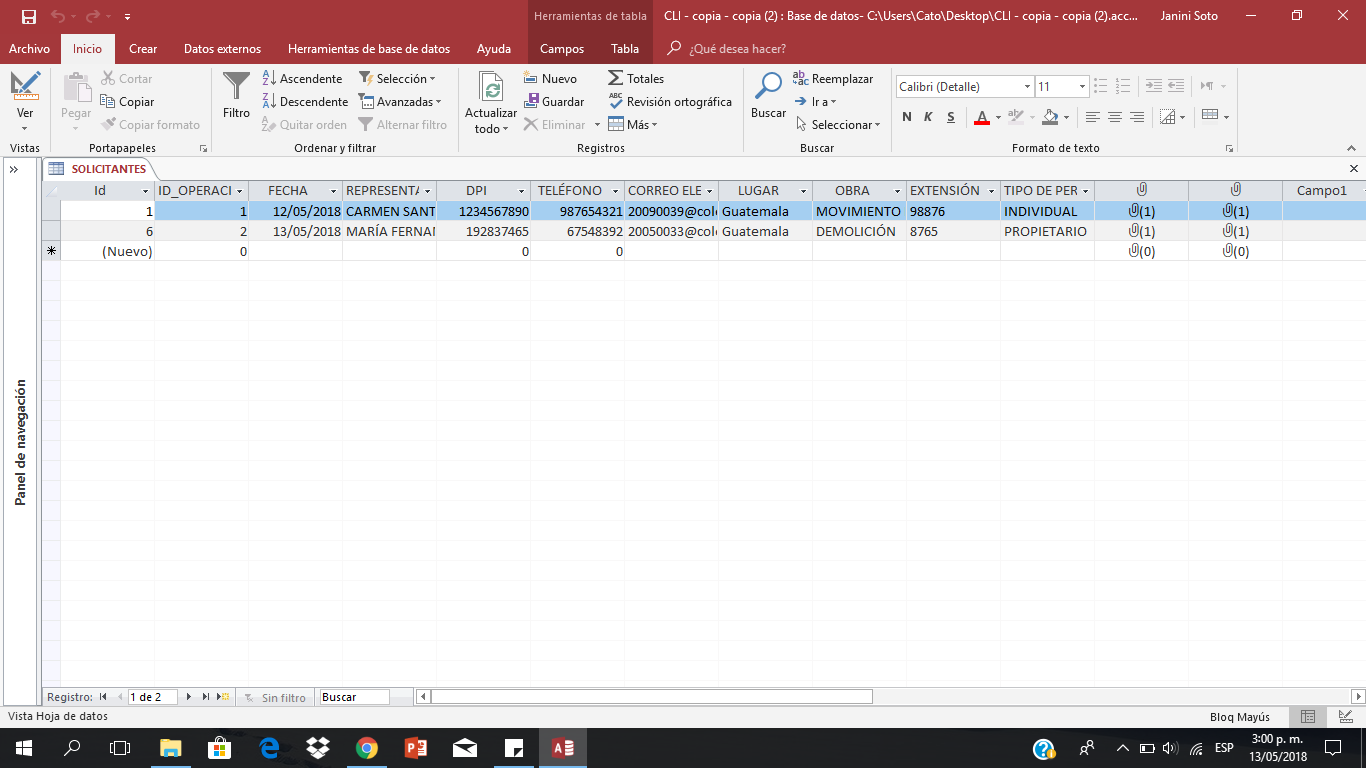 Herramientas de tabla
CLI - copia - copia (2) : Base de datos- C:\Users\Cato\Desktop\CLI - copia - copia (2).acc...
Janini Soto
Archivo Inicio Crear Datos externos Herramientas de base de datos Ayuda Campos Tabla ¿Qué desea hacer?
Ver
Pegar
Cortar
Copiar
Copiar formato
Filtro
Ascendente
Descendente
Quitar orden
Selección
Avanzadas
Alternar filtro
Actualizar
todo
Nuevo
Guardar
Eliminar
Totales
Revisión ortográfica
Más
Buscar
Reemplazar
Ir a
Seleccionar
Calibri (Detalle) 11
N K S A
Vistas Portapapeles Ordenar y filtrar Registros Buscar Formato de texto
SOLICITANTES
Id ID_OPERACI FECHA REPRESENTA DPI TELÉFONO CORREO ELE LUGAR OBRA EXTENSIÓN TIPO DE PER Campo1
1 1 12/05/2018 CARMEN SANT 1234567890 987654321 20090039@cole Guatemala MOVIMIENTO 98876 INDIVIDUAL (1) (1)
6 2 13/05/2018 MARÍA FERNAN 192837465 67548392 20050033@cole Guatemala DEMOLICIÓN 8765 PROPIETARIO (1) (1)
(Nuevo) 0 0 0 (0) (0)
Panel de navegación
Registro: 1 de 2 Sin filtro Buscar
Vista Hoja de datos
Bloq Mayús
ESP
3:00 p. m.
13/05/2018